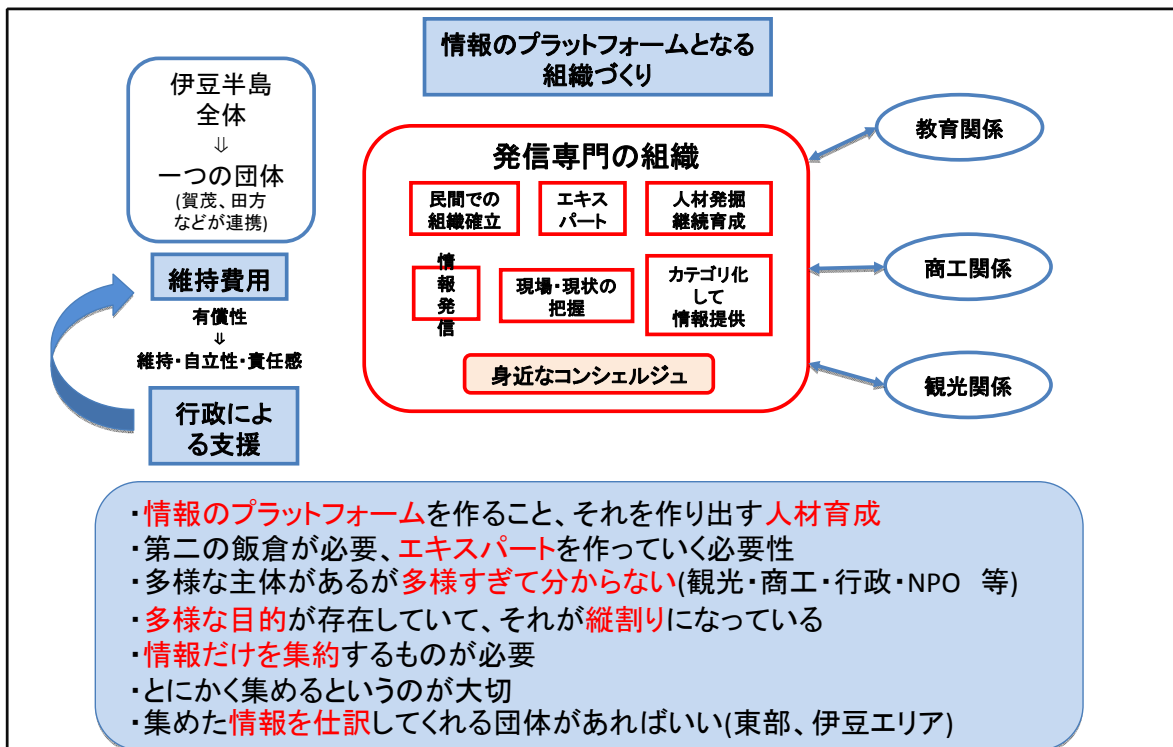 情報のプラットフォームとなる
組織づくり
伊豆半島
全体
⇓
一つの団体
(賀茂、田方
などが連携)
維持費用
有償性
⇓
維持・自立性・責任感
行政によ
る支援
発信専門の組織
民間での
組織確立
エキス
パート
人材発掘
継続育成
情
報
発
信
現場・現状の
把握
カテゴリ化
して
情報提供
身近なコンシェルジュ
教育関係
商工関係
観光関係
・情報のプラットフォームを作ること、それを作り出す人材育成
・第二の飯倉が必要、エキスパートを作っていく必要性
・多様な主体があるが多様すぎて分からない(観光・商工・行政・NPO　等)
・多様な目的が存在していて、それが縦割りになっている
・情報だけを集約するものが必要
・とにかく集めるというのが大切
・集めた情報を仕訳してくれる団体があればいい(東部、伊豆エリア)